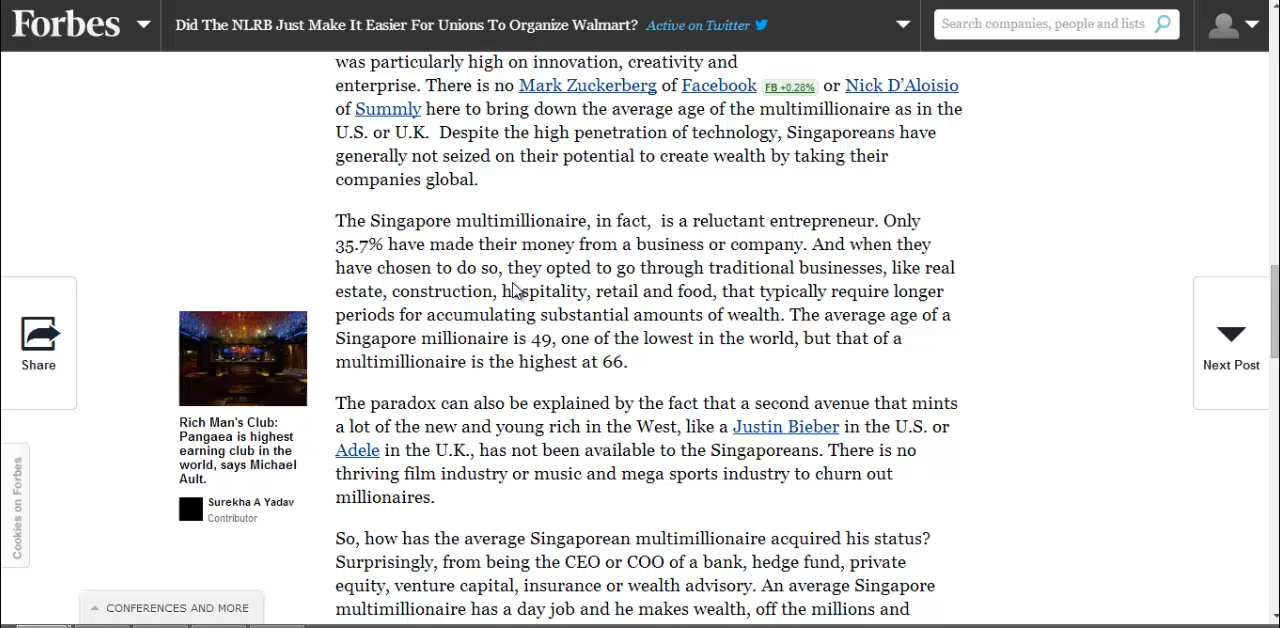 Forbes
Did The NLRB Just Make It Easier For Unions To Organize Walmart? Active on Twitter
Search companies, people and lists
was particularly high on innovation, creativity and
enterprise. There is no Mark Zuckerberg of Facebook FB +0.28% or Nick D’Aloisio
of Summly here to bring down the average age of the multimillionaire as in the
U.S. or U.K. Despite the high penetration of technology, Singaporeans have
generally not seized on their potential to create wealth by taking their
companies global.
The Singapore multimillionaire, in fact, is a reluctant entrepreneur. Only
35.7% have made their money from a business or company. And when they
have chosen to do so, they opted to go through traditional businesses, like real
estate, construction, hospitality, retail and food, that typically require longer
periods for accumulating substantial amounts of wealth. The average age of a
Singapore millionaire is 49, one of the lowest in the world, but that of a
multimillionaire is the highest at 66.
The paradox can also be explained by the fact that a second avenue that mints
a lot of the new and young rich in the West, like a Justin Bieber in the U.S. or
Adele in the U.K., has not been available to the Singaporeans. There is no
thriving film industry or music and mega sports industry to churn out
millionaires.
So, how has the average Singaporean multimillionaire acquired his status?
Surprisingly, from being the CEO or COO of a bank, hedge fund, private
equity, venture capital, insurance or wealth advisory. An average Singapore
multimillionaire has a day job and he makes wealth, off the millions and
Share
Cookies on Forbes
Rich Man's Club:
Pangaea is highest
earning club in the
world, says Michael
Ault.
Surekha A Yadav
Contributor
CONFERENCES AND MORE
Next Post